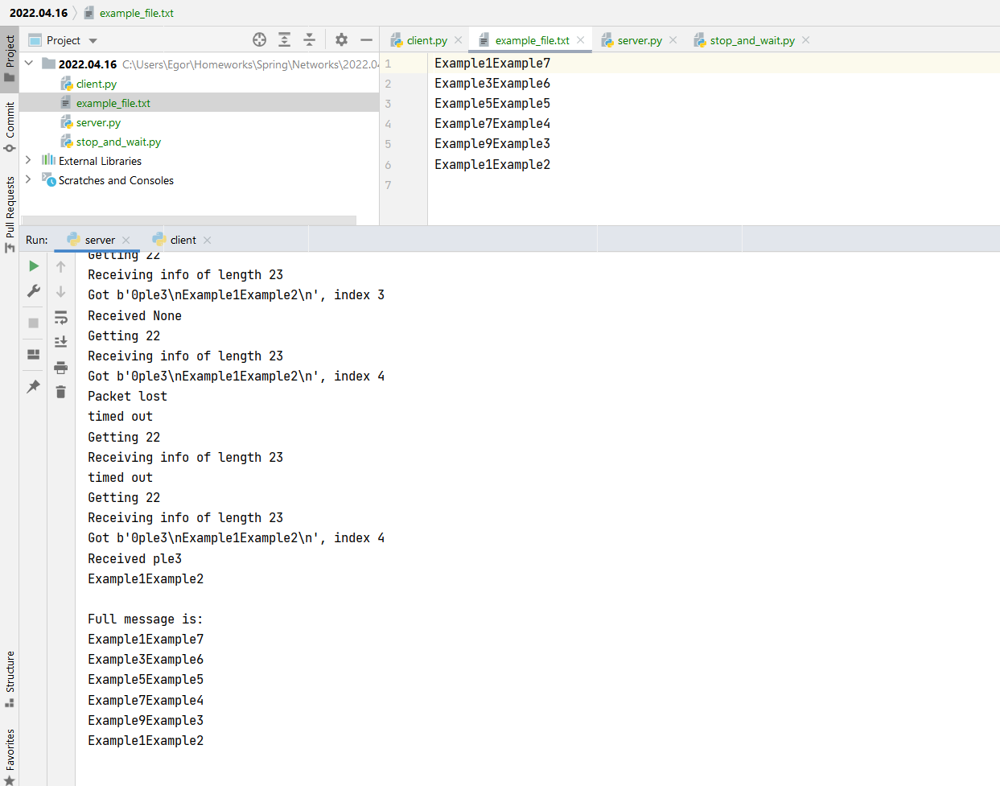 2022.04.16 example_file.txt
Project
Commit
Pull Requests
Structure
Favorites
Project
2022.04.16 C:\Users\Egor\Homeworks\Spring\Networks\2022.0
client.py
example_file.txt
server.py
stop_and_wait.py
External Libraries
Scratches and Consoles
client.py example_file.txt server.py stop_and_wait.py
1 Example1Example7
2 Example3Example6
3 Example5Example5
4 Example7Example4
5 Example9Example3
6 Example1Example2
7
Run: server client
Getting 22
Receiving info of length 23
Got b'0ple3\nExample1Example2\n', index 3
Received None
Getting 22
Receiving info of length 23
Got b'0ple3\nExample1Example2\n', index 4
Packet lost
timed out
Getting 22
Receiving info of length 23
timed out
Getting 22
Receiving info of length 23
Got b'0ple3\nExample1Example2\n', index 4
Received ple3
Example1Example2
Full message is:
Example1Example7
Example3Example6
Example5Example5
Example7Example4
Example9Example3
Example1Example2